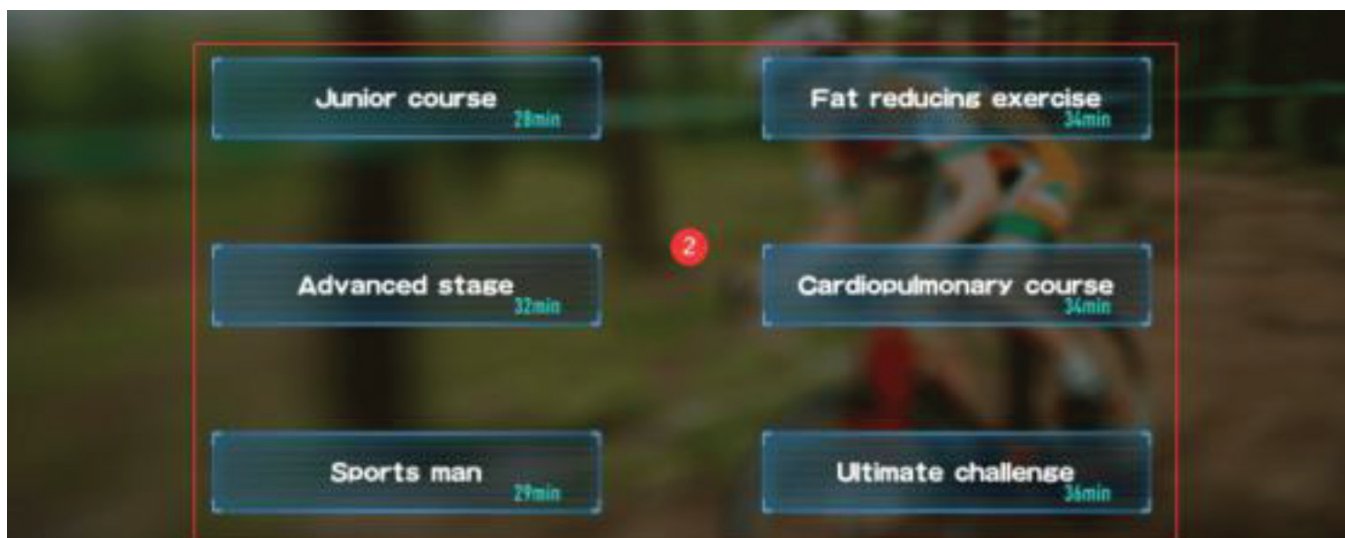 Junior course
28min
Fat reducing exercise
34min
2
Advanced stage
32min
Cardiopulmonary course
34min
Sports man
29min
Ultimate challenge
36min